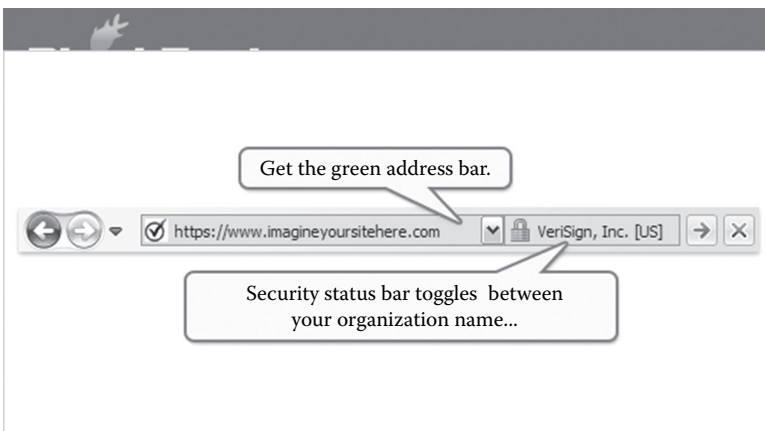 Get the green address bar.
https://www.imagineyoursitehere.com
VeriSign, Inc. [US]
Security status bar toggles between
your organization name...